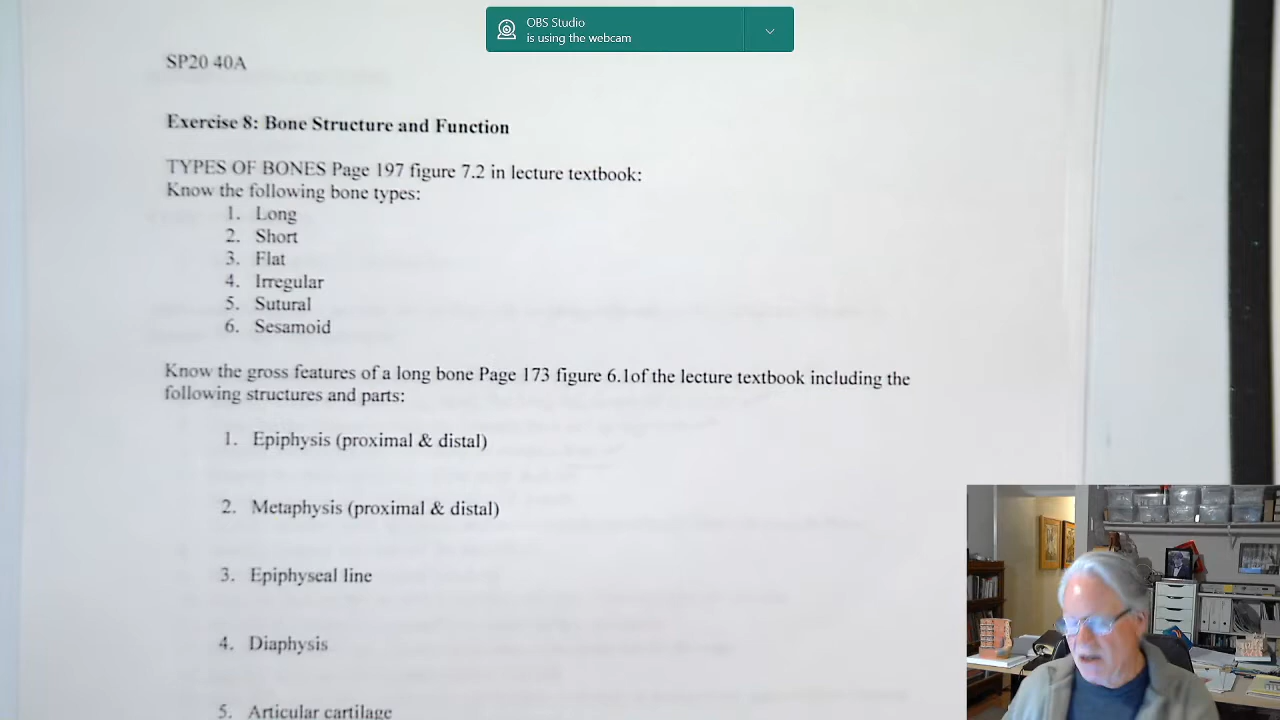 OBS Studio
is using the webcam
SP20 40A
Exercise 8: Bone Structure and Function
TYPES OF BONES Page 197 figure 7.2 in lecture textbook:
Know the following bone types:
1. Long
2. Short
3. Flat
4. Irregular
5. Sutural
6. Sesamoid
Know the gross features of a long bone Page 173 figure 6.1of the lecture textbook including the
following structures and parts:
1. Epiphysis (proximal & distal)
2. Metaphysis (proximal & distal)
3. Epiphyseal line
4. Diaphysis
5. Articular cartilage